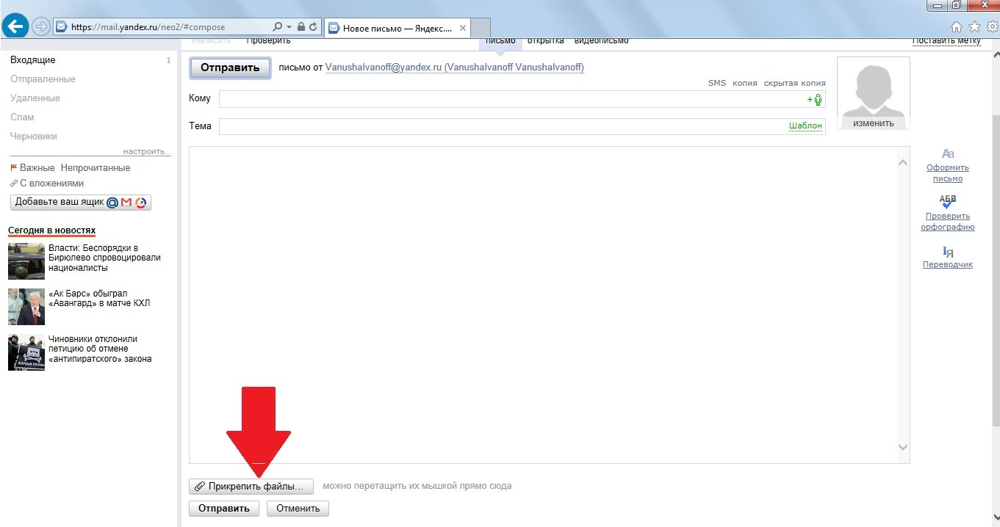 https://mail.yandex.ru/neo2/#compose
Новое письмо — Яндекс....
Написать Проверить
письмо открытка видеописьмо
Поставить метку
Входящие 1
Отправленные
Удаленные
Спам
Черновики
настроить...
Важные Непрочитанные
С вложениями
Добавьте ваш ящик
Сегодня в новостях
Власти: Беспорядки в
Бирюлево спровоцировали
националисты
«Ак Барс» обыграл
«Авангард» в матче КХЛ
Чиновники отклонили
петицию об отмене
«антипиратского» закона
КАЧАЙ ПРАВА
Отправить письмо от VanushaIvanoff@yandex.ru (VanushaIvanoff VanushaIvanoff)
SMS копия скрытая копия
Кому
Тема Шаблон
изменить
Aa
Оформить
письмо
АБВ
Проверить
орфографию
IЯ
Переводчик
Прикрепить файлы... можно перетащить их мышкой прямо сюда
Отправить Отменить